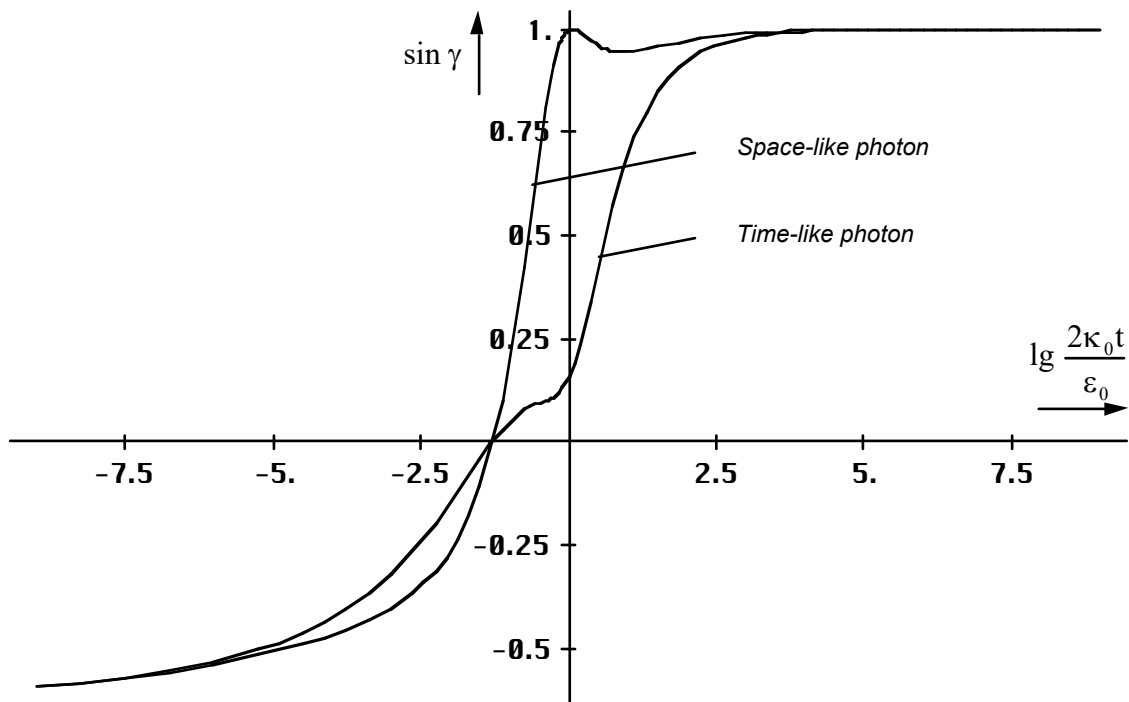 1.
sin γ
0.75
Space-like photon
0.5
Time-like photon
0.25
lg 2κ₀t
ε₀
-7.5 -5. -2.5 2.5 5. 7.5
-0.25
-0.5